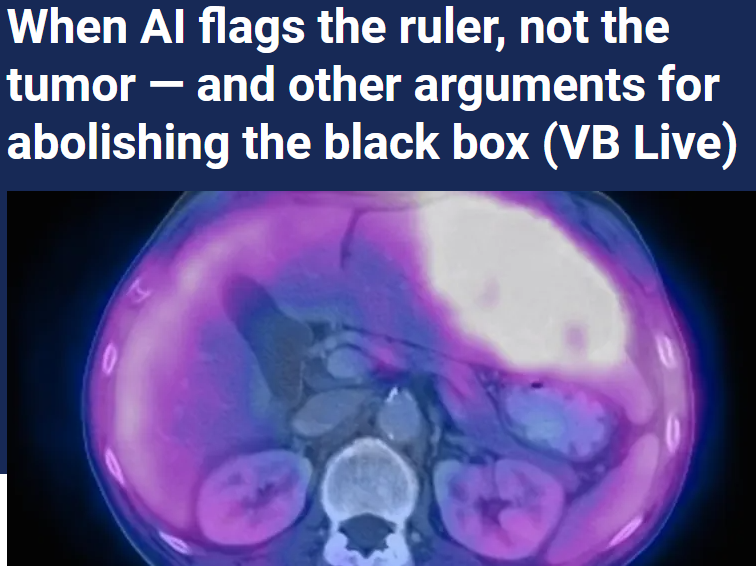 When AI flags the ruler, not the
tumor — and other arguments for
abolishing the black box (VB Live)